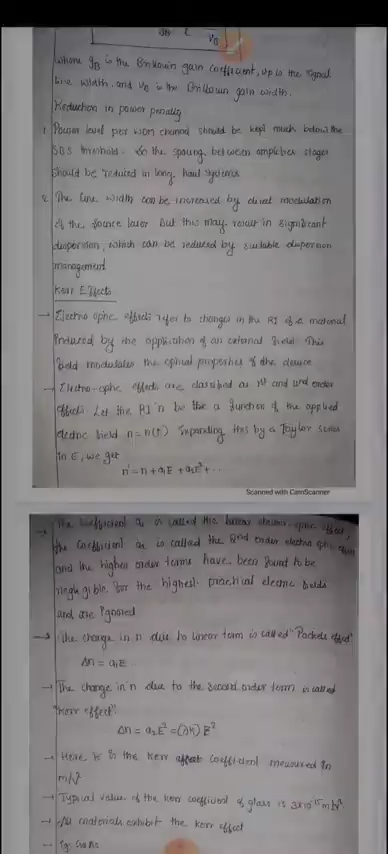 where gB is the Brillouin gain coefficient, νp is the signal
line width. and νB is the Brillouin gain width.
Reduction in power penalty
1. Power level per WDM channel should be kept much below the
SBS threshold. So the spacing between amplifier stages
should be reduced in long haul systems
2. The line width can be increased by direct modulation
of the source laser but this may result in significant
dispersion, which can be reduced by suitable dispersion
management
Kerr Effects
→ Electro optic effects refer to changes in the RI of a material
induced by the application of an external field. This
field modulates the optical properties of the device
→ Electro-optic effects are classified as 1st and 2nd order
effects. Let the RI n be the a function of the applied
electric field n = n(E) Expanding this by a Taylor series
in E, we get
n' = n + a₁E + a₂E² + ..
Scanned with CamScanner
→ The coefficient a₁ is called the linear electro-optic effect,
the coefficient a₂ is called the 2nd order electro optic effect
and the higher order terms have been found to be
negligible for the highest practical electric fields
and are ignored
→ The change in n due to linear term is called "Pockels effect"
Δn = a₁E
→ The change in n due to the second order term is called
"Kerr effect"
Δn = a₂E² = (λK) E²
→ Here K is the Kerr effect coefficient measured in
m/V²
→ Typical value of the kerr coefficient of glass is 3×10⁻¹⁵ m/V²
→ All materials exhibit the kerr effect
→ Eg: GaAs